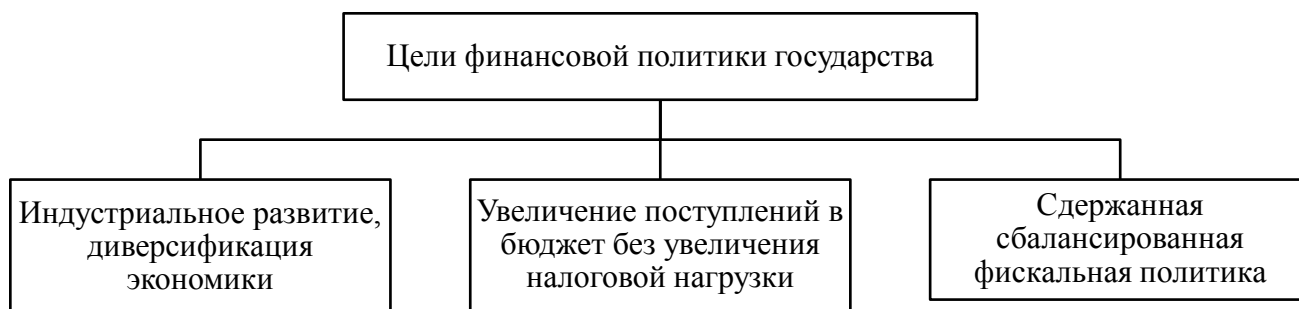 Цели финансовой политики государства
Индустриальное развитие,
диверсификация
экономики
Увеличение поступлений в
бюджет без увеличения
налоговой нагрузки
Сдержанная
сбалансированная
фискальная политика